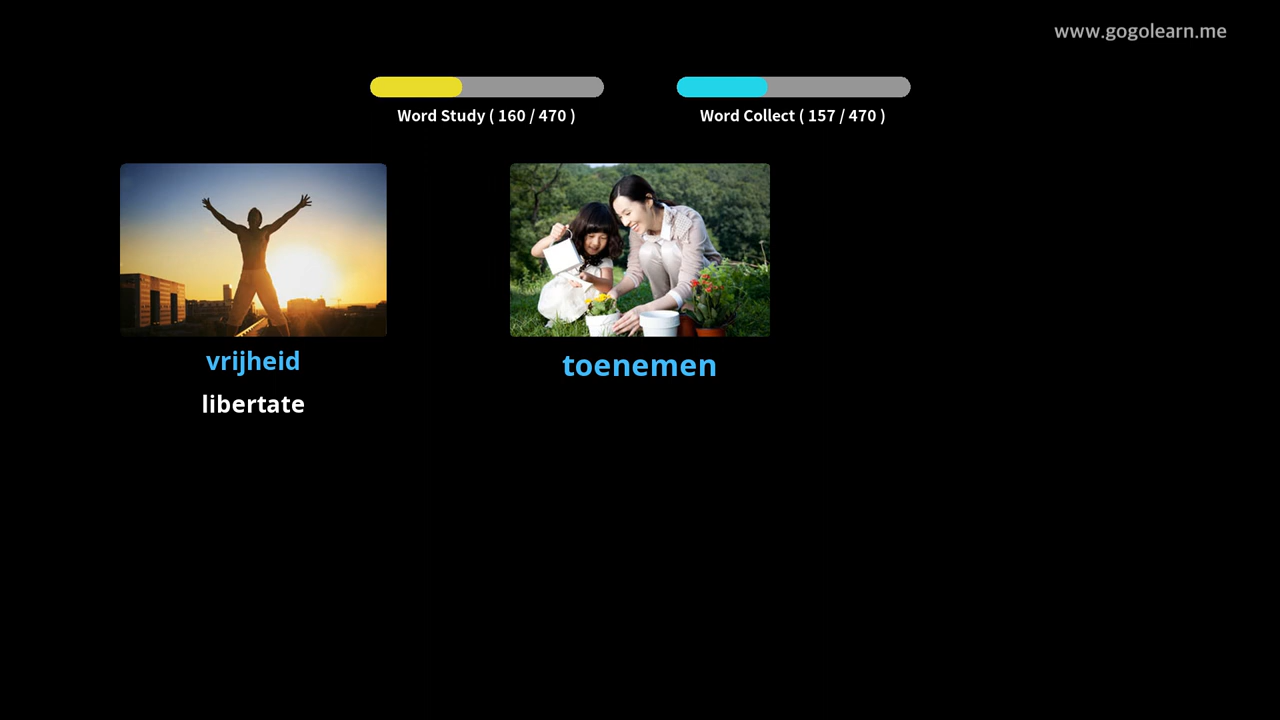 www.gogolearn.me
Word Study ( 160 / 470 )
Word Collect ( 157 / 470 )
vrijheid
libertate
toenemen